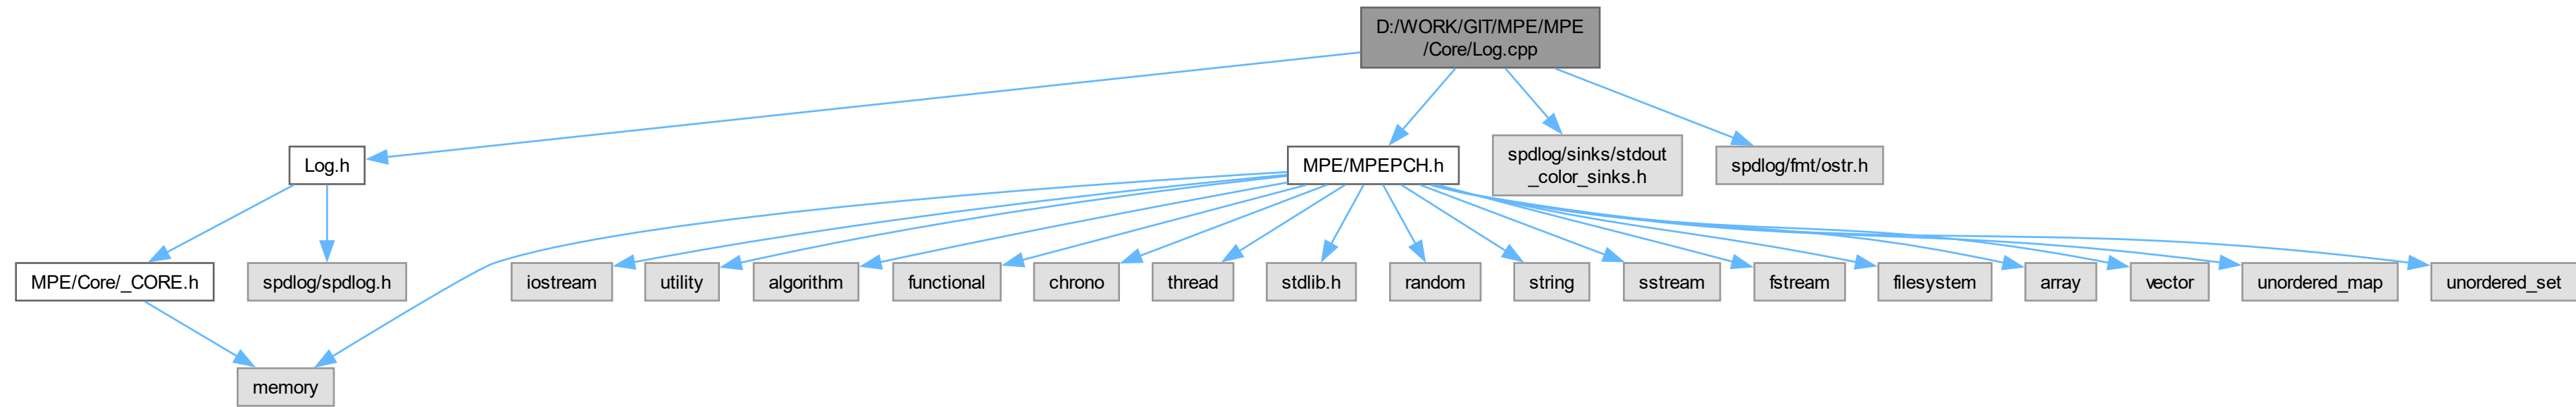 D:/WORK/GIT/MPE/MPE
/Core/Log.cpp
Log.h
MPE/MPEPCH.h
spdlog/sinks/stdout
_color_sinks.h
spdlog/fmt/ostr.h
MPE/Core/_CORE.h
spdlog/spdlog.h
iostream
utility
algorithm
functional
chrono
thread
stdlib.h
random
string
sstream
fstream
filesystem
array
vector
unordered_map
unordered_set
memory